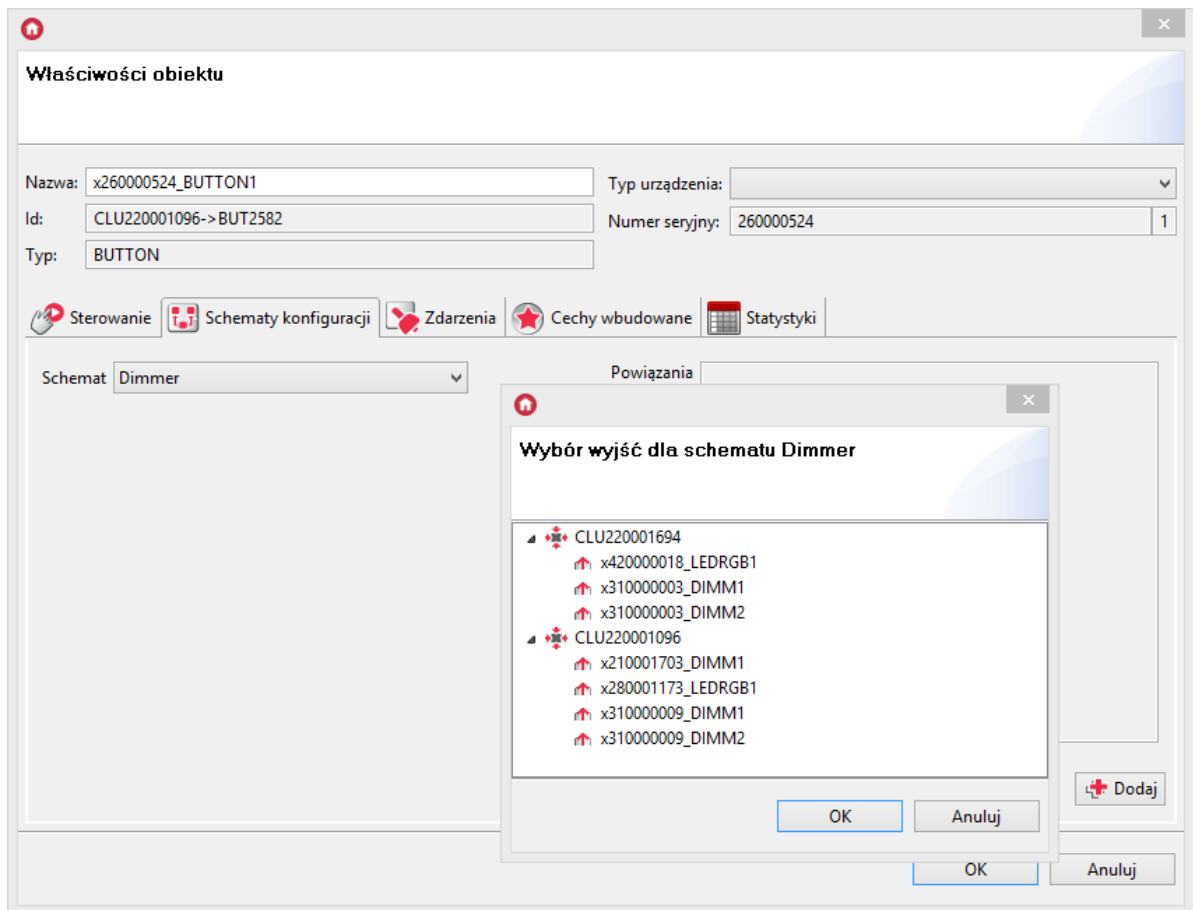 Właściwości obiektu
Nazwa: x260000524_BUTTON1
Typ urządzenia:
Id: CLU220001096->BUT2582
Numer seryjny: 260000524 1
Typ: BUTTON
Sterowanie Schematy konfiguracji Zdarzenia Cechy wbudowane Statystyki
Schemat Dimmer
Powiązania
Wybór wyjść dla schematu Dimmer
CLU220001694
x420000018_LEDRGB1
x310000003_DIMM1
x310000003_DIMM2
CLU220001096
x210001703_DIMM1
x280001173_LEDRGB1
x310000009_DIMM1
x310000009_DIMM2
Dodaj
OK Anuluj
OK Anuluj